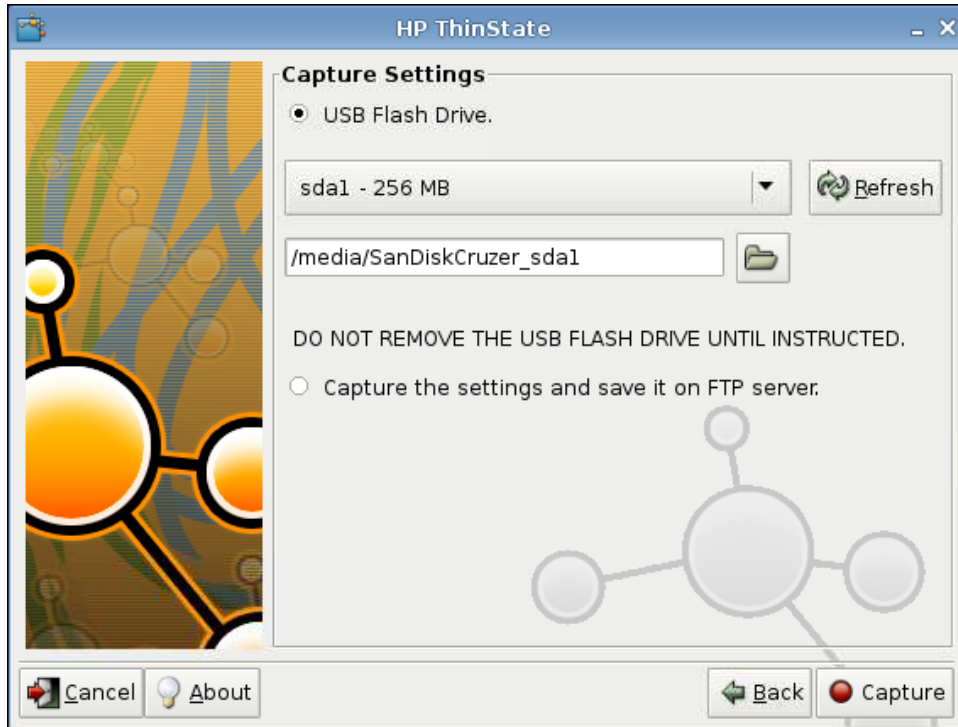 HP ThinState
Capture Settings
USB Flash Drive.
sda1 - 256 MB
Refresh
/media/SanDiskCruzer_sda1
DO NOT REMOVE THE USB FLASH DRIVE UNTIL INSTRUCTED.
Capture the settings and save it on FTP server.
Cancel About Back Capture